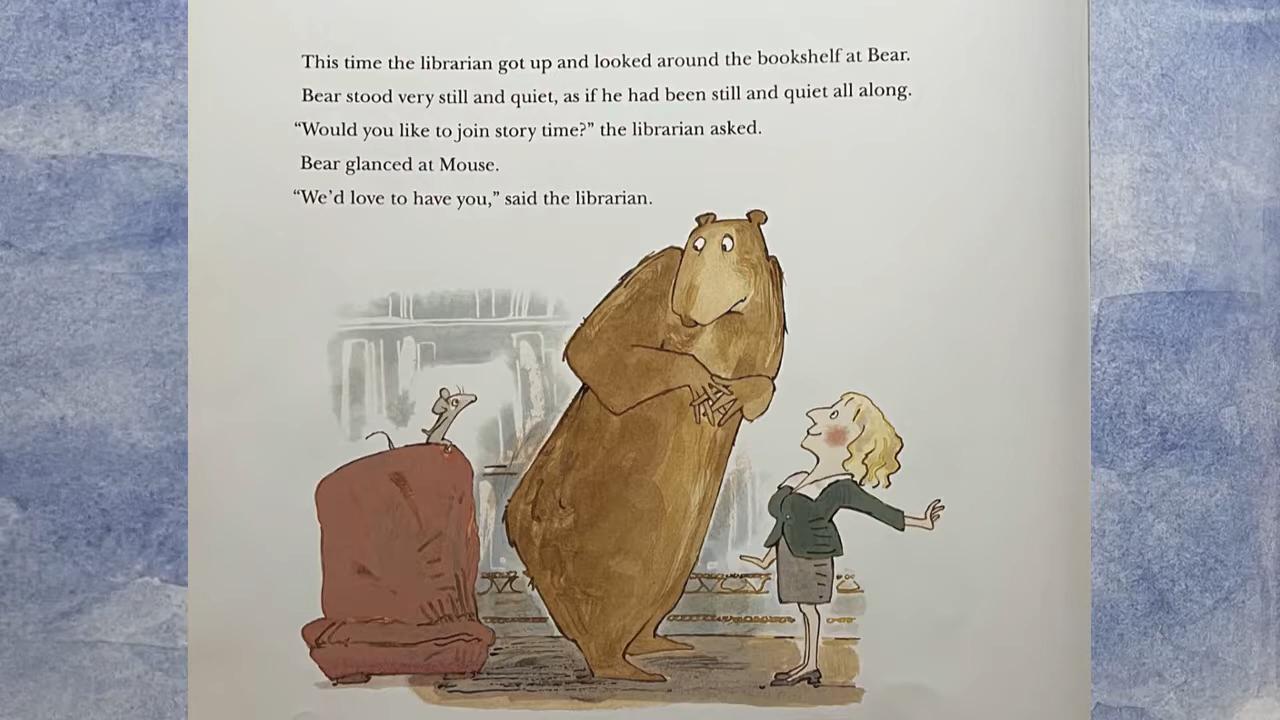 This time the librarian got up and looked around the bookshelf at Bear.
Bear stood very still and quiet, as if he had been still and quiet all along.
“Would you like to join story time?” the librarian asked.
Bear glanced at Mouse.
“We’d love to have you,” said the librarian.